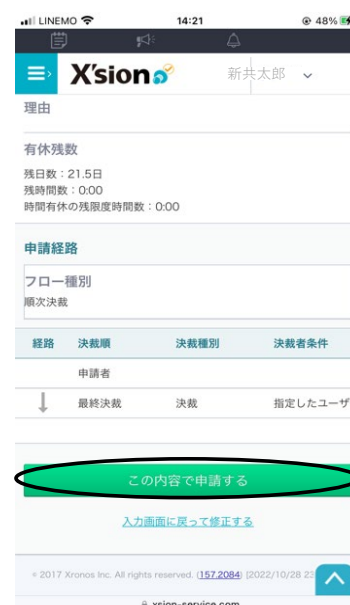 LINEMO 14:21 48%
X'sion 新共太郎
理由
有休残数
残日数：21.5日
残時間数：0:00
時間有休の残限度時間数：0:00
申請経路
フロー種別
順次決裁
経路 決裁順 決裁種別 決裁者条件
申請者
最終決裁 決裁 指定したユーザ
この内容で申請する
入力画面に戻って修正する
© 2017 Xronos Inc. All rights reserved. (157.2084) [2022/10/28 23
xsion-service.com